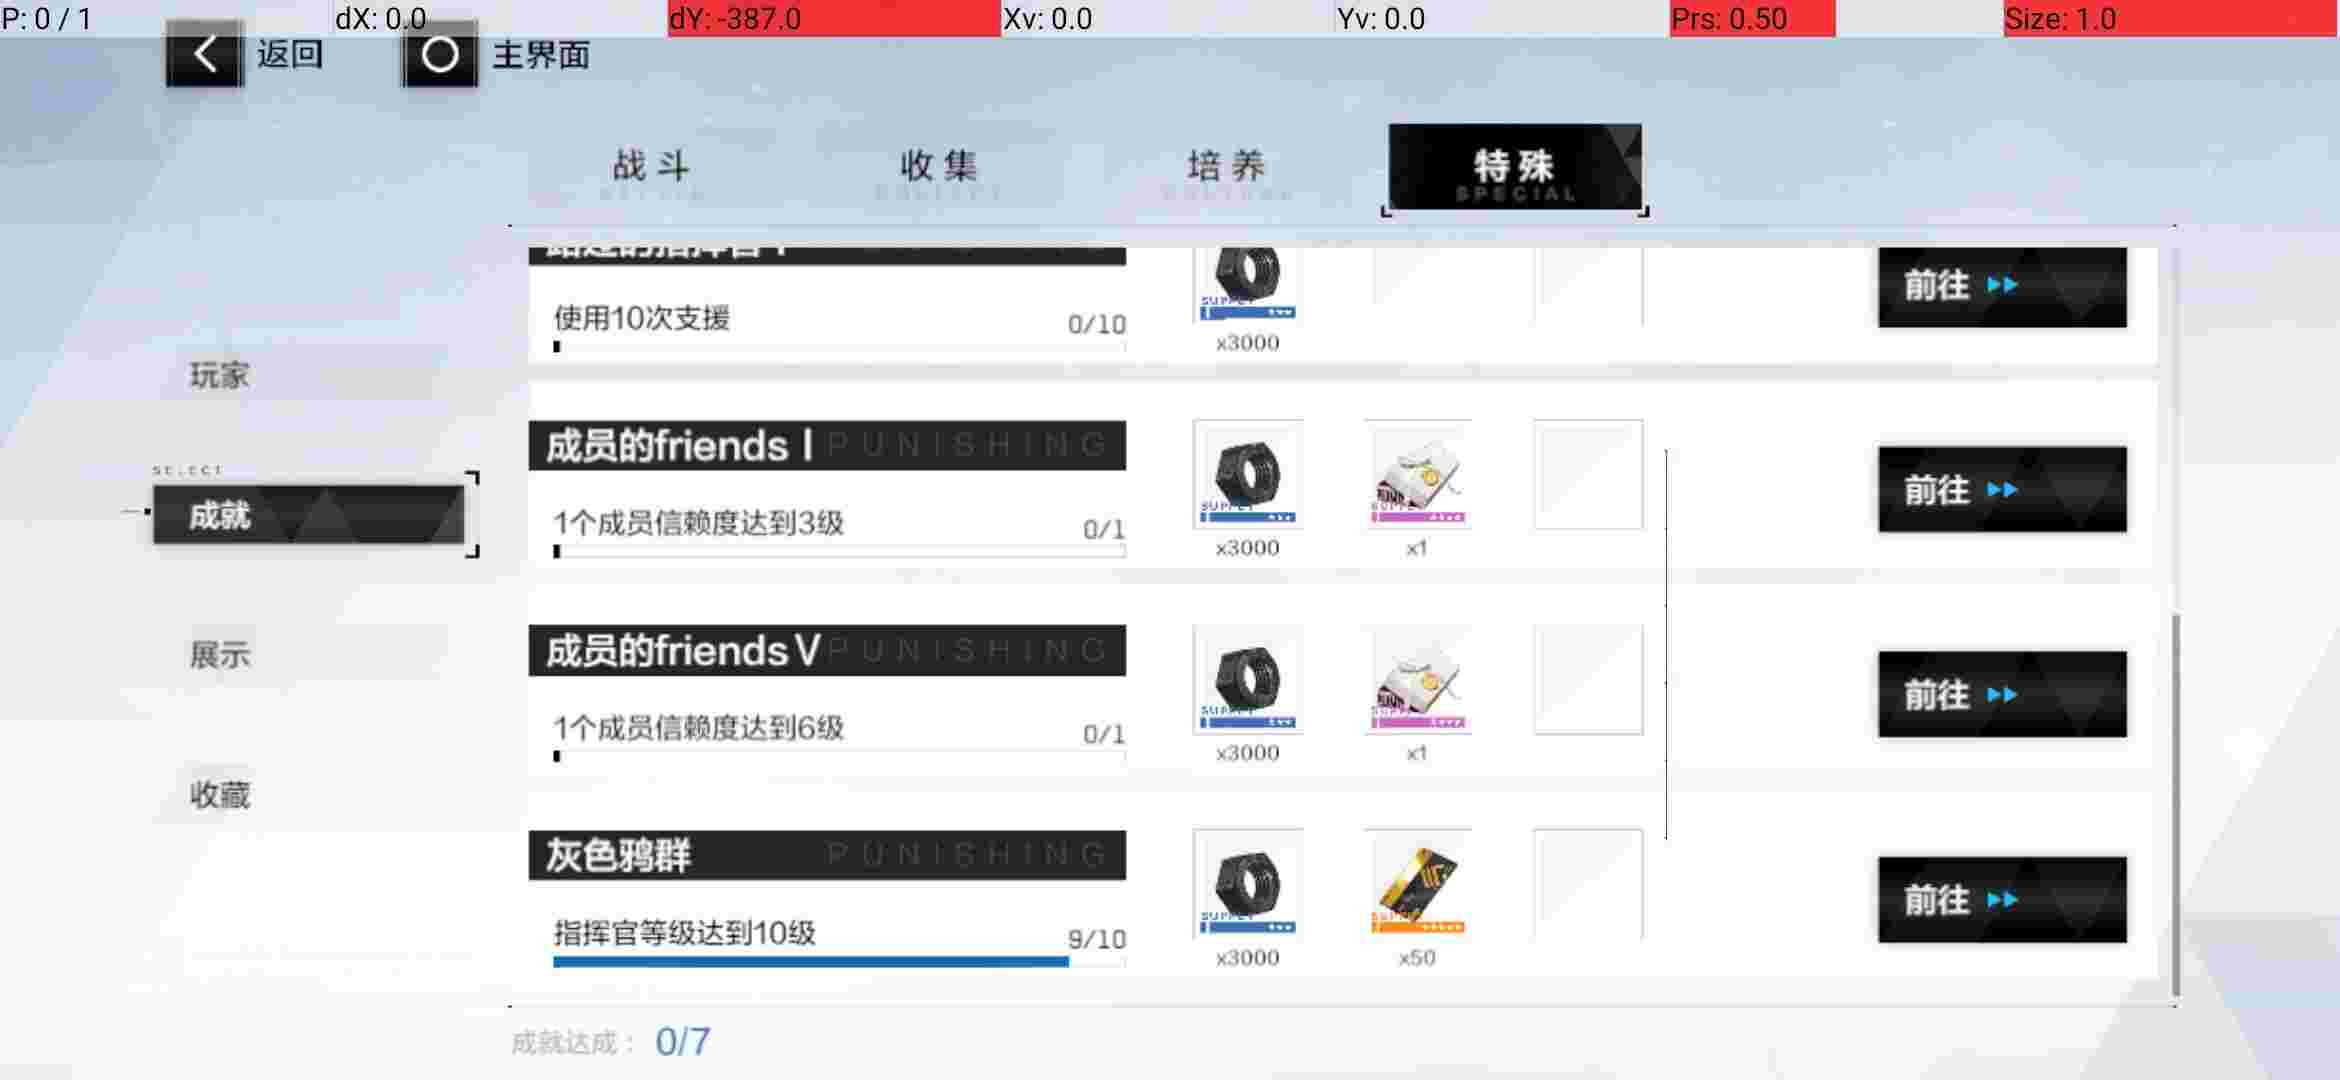 P: 0 / 1 dX: 0.0 dY: -387.0 Xv: 0.0 Yv: 0.0 Prs: 0.50 Size: 1.0
返回 主界面
战斗 收集 培养 特殊
SPECIAL
前往
使用10次支援 0/10
SUPPLY
x3000
玩家
成员的friends Ⅰ PUNISHING
SELECT
成就
1个成员信赖度达到3级 0/1
SUPPLY SUPPLY
x3000 x1
前往
展示
成员的friends Ⅴ PUNISHING
1个成员信赖度达到6级 0/1
SUPPLY SUPPLY
x3000 x1
前往
收藏
灰色鸦群 PUNISHING
指挥官等级达到10级 9/10
SUPPLY SUPPLY
x3000 x50
前往
成就达成： 0/7